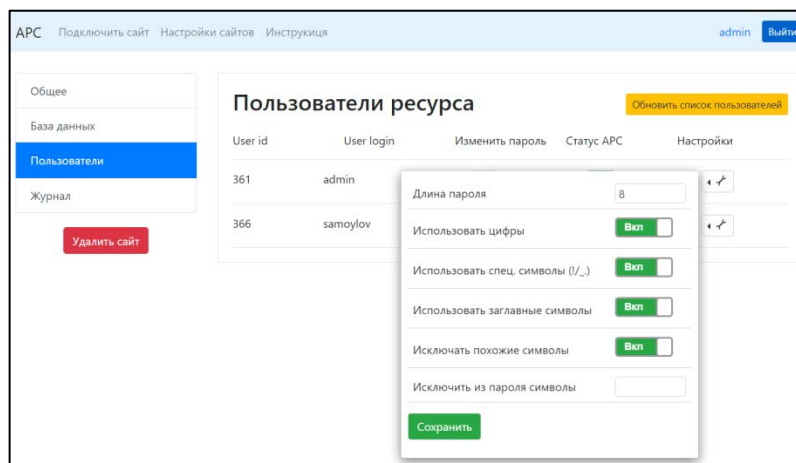 APC Подключить сайт Настройки сайтов Инструкиця admin Выйти
Общее
База данных
Пользователи
Журнал
Удалить сайт
Пользователи ресурса
Обновить список пользователей
User id User login Изменить пароль Статус APC Настройки
361 admin
366 samoylov
Длина пароля 8
Использовать цифры Вкл
Использовать спец. символы (!/_.) Вкл
Использовать заглавные символы Вкл
Исключать похожие символы Вкл
Исключить из пароля символы
Сохранить